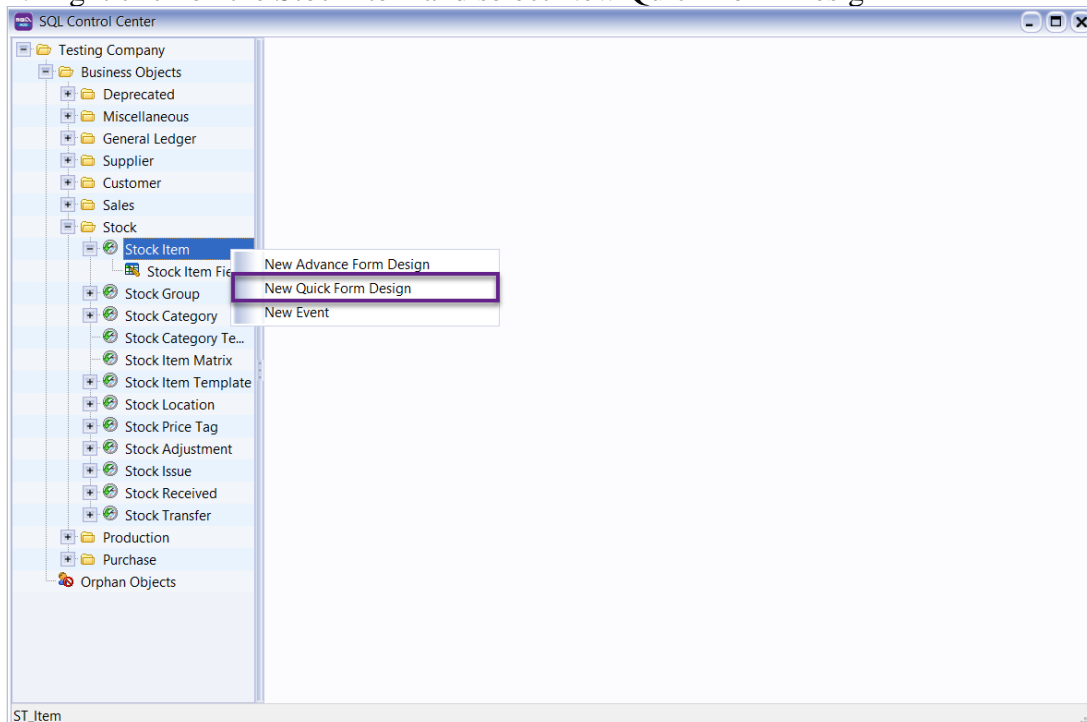 SQL Control Center
Testing Company
Business Objects
Deprecated
Miscellaneous
General Ledger
Supplier
Customer
Sales
Stock
Stock Item
Stock Item Fie
Stock Group
Stock Category
Stock Category Te...
Stock Item Matrix
Stock Item Template
Stock Location
Stock Price Tag
Stock Adjustment
Stock Issue
Stock Received
Stock Transfer
Production
Purchase
Orphan Objects
New Advance Form Design
New Quick Form Design
New Event
ST_Item